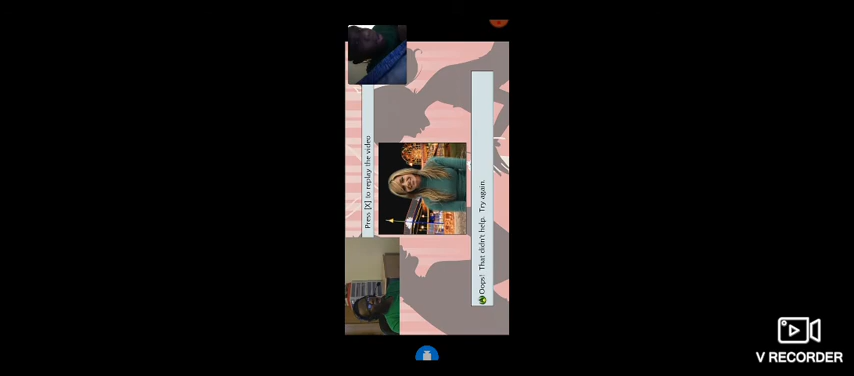 Press [X] to replay the video
Oops! That didn't help. Try again.
V RECORDER